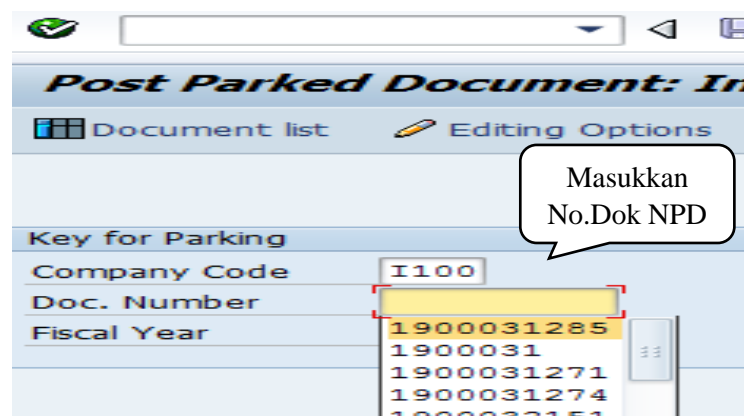 Post Parked Document: In
Document list
Editing Options
Masukkan
No.Dok NPD
Key for Parking
Company Code I100
Doc. Number
Fiscal Year
1900031285
1900031
1900031271
1900031274